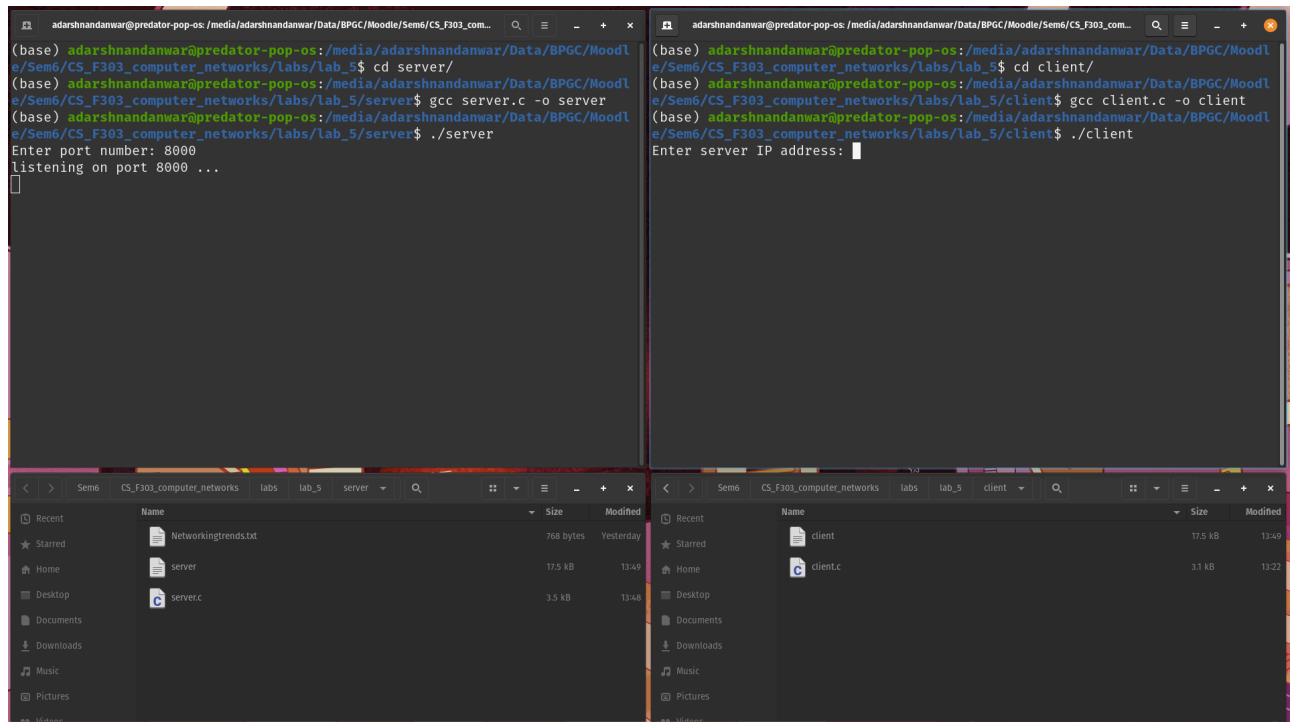 adarshnandanwar@predator-pop-os: /media/adarshnandanwar/Data/BPGC/Moodle/Sem6/CS_F303_com...
(base) adarshnandanwar@predator-pop-os:/media/adarshnandanwar/Data/BPGC/Moodl
e/Sem6/CS_F303_computer_networks/labs/lab_5$ cd server/
(base) adarshnandanwar@predator-pop-os:/media/adarshnandanwar/Data/BPGC/Moodl
e/Sem6/CS_F303_computer_networks/labs/lab_5/server$ gcc server.c -o server
(base) adarshnandanwar@predator-pop-os:/media/adarshnandanwar/Data/BPGC/Moodl
e/Sem6/CS_F303_computer_networks/labs/lab_5/server$ ./server
Enter port number: 8000
listening on port 8000 ...
adarshnandanwar@predator-pop-os: /media/adarshnandanwar/Data/BPGC/Moodle/Sem6/CS_F303_com...
(base) adarshnandanwar@predator-pop-os:/media/adarshnandanwar/Data/BPGC/Moodl
e/Sem6/CS_F303_computer_networks/labs/lab_5$ cd client/
(base) adarshnandanwar@predator-pop-os:/media/adarshnandanwar/Data/BPGC/Moodl
e/Sem6/CS_F303_computer_networks/labs/lab_5/client$ gcc client.c -o client
(base) adarshnandanwar@predator-pop-os:/media/adarshnandanwar/Data/BPGC/Moodl
e/Sem6/CS_F303_computer_networks/labs/lab_5/client$ ./client
Enter server IP address:
Sem6 CS_F303_computer_networks labs lab_5 server
Recent
Starred
Home
Desktop
Documents
Downloads
Music
Pictures
Videos
Name Size Modified
Networkingtrends.txt 768 bytes Yesterday
server 17.5 kB 13:49
C server.c 3.5 kB 13:48
Sem6 CS_F303_computer_networks labs lab_5 client
Recent
Starred
Home
Desktop
Documents
Downloads
Music
Pictures
Videos
Name Size Modified
client 17.5 kB 13:49
C client.c 3.1 kB 13:22